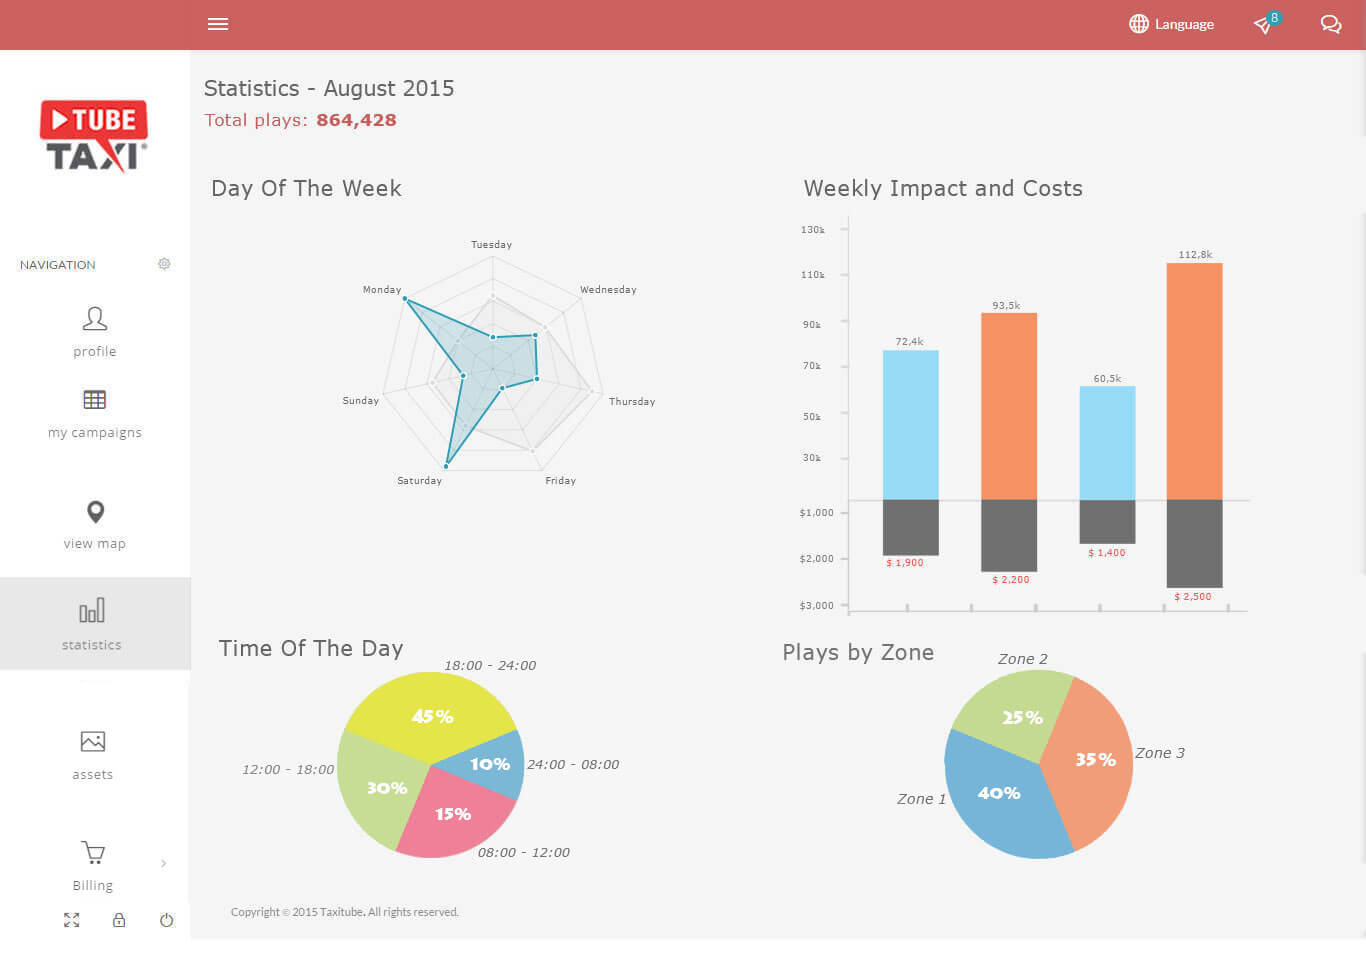 Language
8
TUBE
TAXI®
NAVIGATION
profile
my campaigns
view map
statistics
assets
Billing
Statistics - August 2015
Total plays: 864,428
Day Of The Week
Tuesday
Monday
Wednesday
Sunday
Thursday
Saturday
Friday
Weekly Impact and Costs
130k
110k
90k
70k
50k
30k
$1,000
$2,000
$3,000
72,4k
93,5k
60,5k
112,8k
$ 1,900
$ 2,200
$ 1,400
$ 2,500
Time Of The Day
18:00 - 24:00
45%
12:00 - 18:00
10%
24:00 - 08:00
30%
15%
08:00 - 12:00
Plays by Zone
Zone 2
25%
35%
Zone 3
40%
Zone 1
Copyright © 2015 Taxitube. All rights reserved.